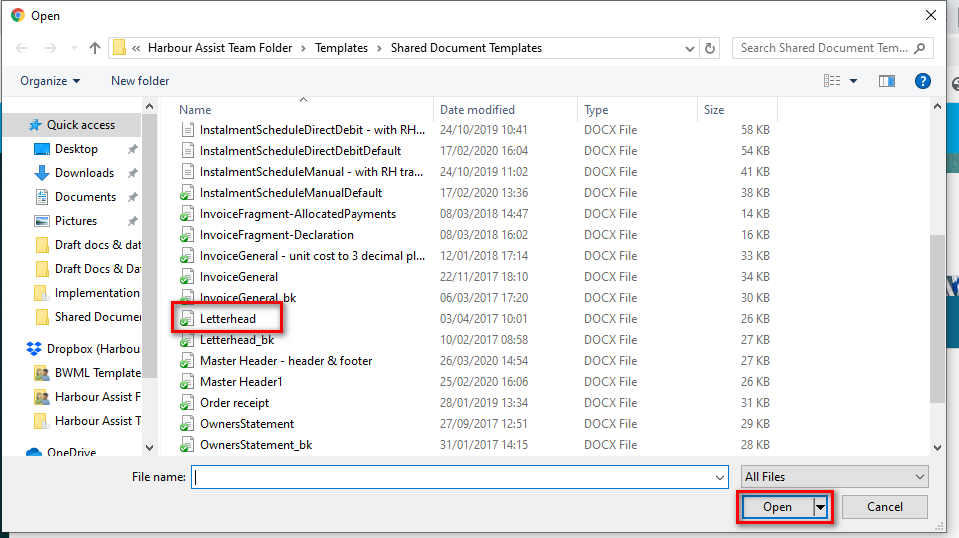 Open
« Harbour Assist Team Folder > Templates > Shared Document Templates
Search Shared Document Tem...
Organize
New folder
?
Name Date modified Type Size
Quick access
Desktop
Downloads
Documents
Pictures
Draft docs & dat
Draft Docs & Dat
Implementation
Shared Documen
Dropbox (Harbou
BWML Template
Harbour Assist F
Harbour Assist T
OneDrive
InstalmentScheduleDirectDebit - with RH... 24/10/2019 10:41 DOCX File 58 KB
InstalmentScheduleDirectDebitDefault 17/02/2020 16:04 DOCX File 54 KB
InstalmentScheduleManual - with RH tra... 24/10/2019 11:02 DOCX File 41 KB
InstalmentScheduleManualDefault 17/02/2020 13:36 DOCX File 38 KB
InvoiceFragment-AllocatedPayments 08/03/2018 14:47 DOCX File 14 KB
InvoiceFragment-Declaration 08/03/2018 16:02 DOCX File 16 KB
InvoiceGeneral - unit cost to 3 decimal pl... 12/01/2018 17:14 DOCX File 33 KB
InvoiceGeneral 22/11/2017 18:10 DOCX File 34 KB
InvoiceGeneral_bk 06/03/2017 17:20 DOCX File 30 KB
Letterhead 03/04/2017 10:01 DOCX File 26 KB
Letterhead_bk 10/02/2017 08:58 DOCX File 27 KB
Master Header - header & footer 26/03/2020 14:54 DOCX File 27 KB
Master Header1 25/02/2020 16:06 DOCX File 26 KB
Order receipt 28/01/2019 13:34 DOCX File 31 KB
OwnersStatement 27/09/2017 12:51 DOCX File 29 KB
OwnersStatement_bk 31/01/2017 14:15 DOCX File 28 KB
File name:
All Files
Open
Cancel